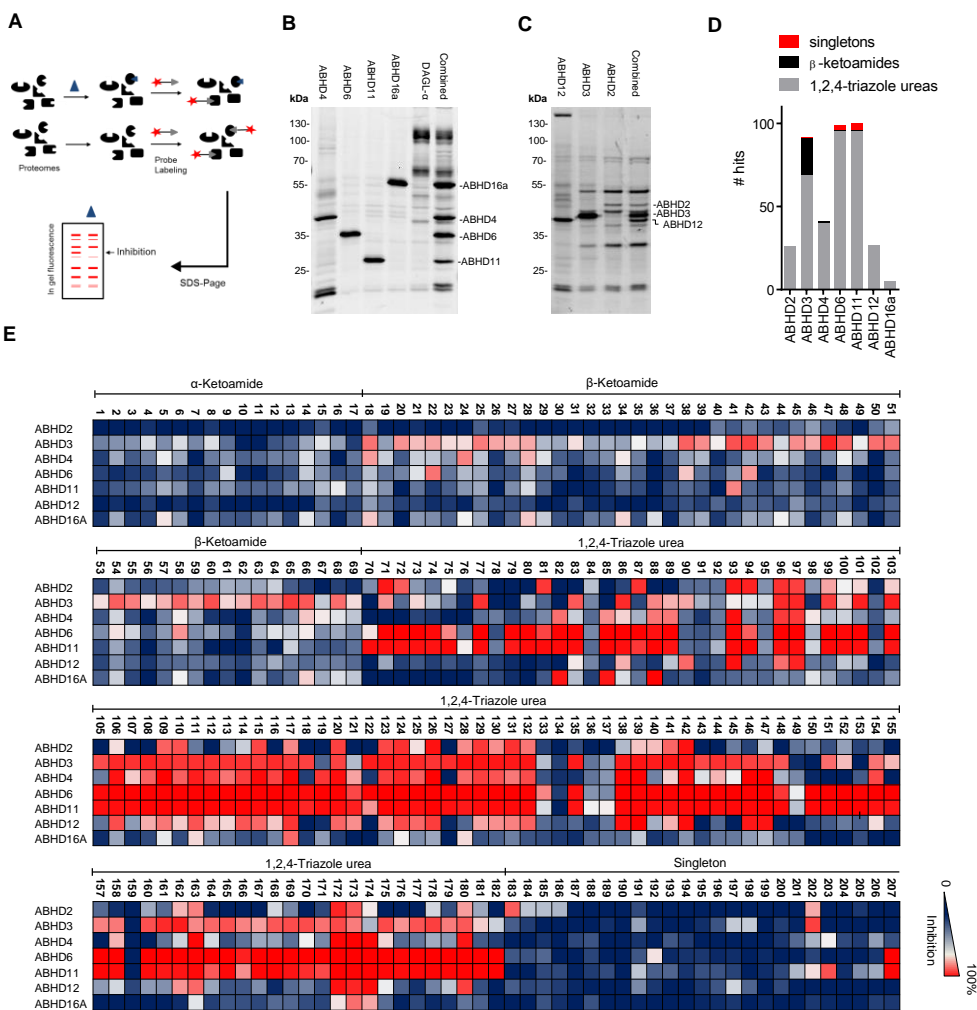 A
Proteomes
Probe
Labeling
SDS-Page
In gel fluorescence
Inhibition
B
kDa
ABHD4
ABHD6
ABHD11
ABHD16a
DAGL-α
Combined
130-
100-
70-
55-
35-
25-
-ABHD16a
-ABHD4
-ABHD6
-ABHD11
C
kDa
ABHD12
ABHD3
ABHD2
Combined
130-
100-
70-
55-
35-
25-
-ABHD2
-ABHD3
ABHD12
D
singletons
β-ketoamides
1,2,4-triazole ureas
# hits
100
50
0
ABHD2
ABHD3
ABHD4
ABHD6
ABHD11
ABHD12
ABHD16a
E
α-Ketoamide β-Ketoamide
1 2 3 4 5 6 7 8 9 10 11 12 13 14 15 16 17 18 19 20 21 22 23 24 25 26 27 28 29 30 31 32 33 34 35 36 37 38 39 40 41 42 43 44 45 46 47 48 49 50 51
ABHD2
ABHD3
ABHD4
ABHD6
ABHD11
ABHD12
ABHD16A
β-Ketoamide 1,2,4-Triazole urea
53 54 55 56 57 58 59 60 61 62 63 64 65 66 67 68 69 70 71 72 73 74 75 76 77 78 79 80 81 82 83 84 85 86 87 88 89 90 91 92 93 94 95 96 97 98 99 100 101 102 103
ABHD2
ABHD3
ABHD4
ABHD6
ABHD11
ABHD12
ABHD16A
1,2,4-Triazole urea
105 106 107 108 109 110 111 112 113 114 115 116 117 118 119 120 121 122 123 124 125 126 127 128 129 130 131 132 133 134 135 136 137 138 139 140 141 142 143 144 145 146 147 148 149 150 151 152 153 154 155
ABHD2
ABHD3
ABHD4
ABHD6
ABHD11
ABHD12
ABHD16A
1,2,4-Triazole urea Singleton
157 158 159 160 161 162 163 164 165 166 167 168 169 170 171 172 173 174 175 176 177 178 179 180 181 182 183 184 185 186 187 188 189 190 191 192 193 194 195 196 197 198 199 200 201 202 203 204 205 206 207
ABHD2
ABHD3
ABHD4
ABHD6
ABHD11
ABHD12
ABHD16A
0
Inhibition
100%